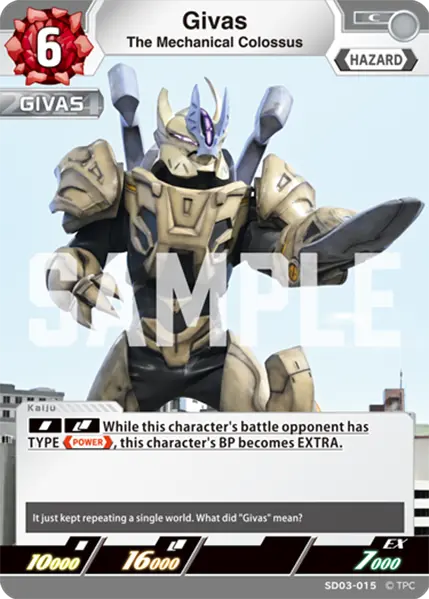 Givas
The Mechanical Colossus
6
HAZARD
GIVAS
SAMPLE
Kaiju
While this character's battle opponent has
TYPE POWER, this character's BP becomes EXTRA.
It just kept repeating a single world. What did "Givas" mean?
10000
16000
EX
7000
SD03-015 © TPC